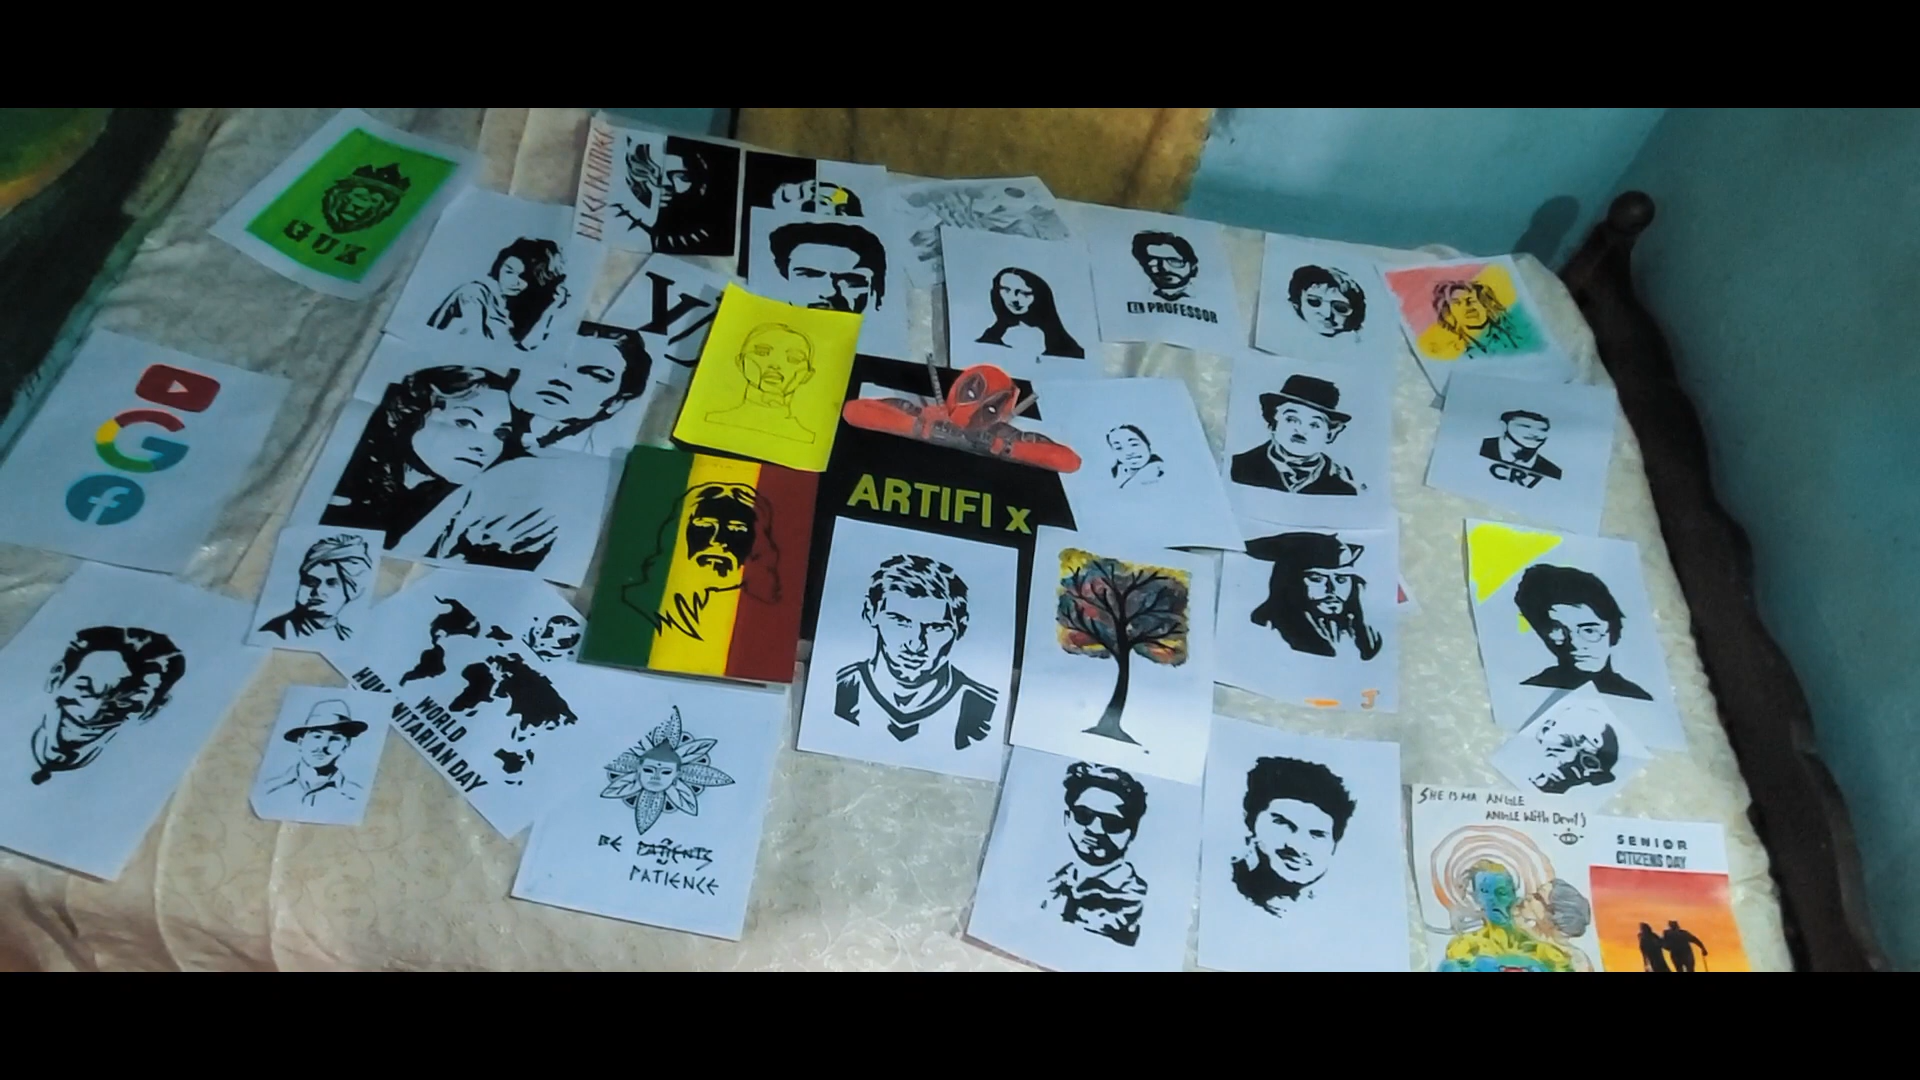 EL PROFESSOR
CR7
ARTIFI x
WORLD
HUM
NITARIAN DAY
BE PATIENTS
PATIENCE
SHE IS MA ANGLE
ANGLE With Devil)
SENIOR
CITIZENS DAY